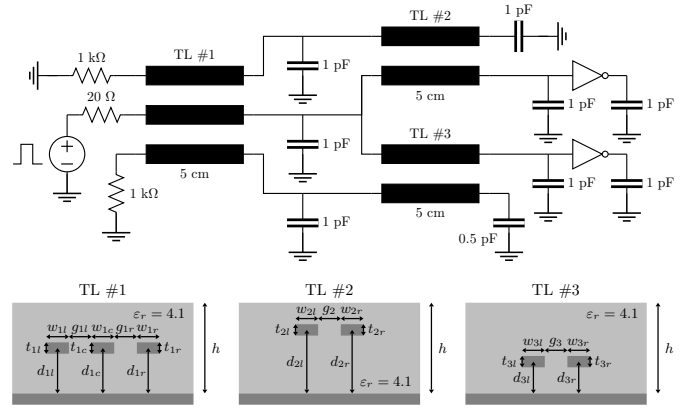 TL #2
1 pF
1 kΩ
TL #1
1 pF
20 Ω
5 cm
1 pF
1 pF
+
−
1 pF
TL #3
5 cm
1 kΩ
1 pF
1 pF
1 pF
5 cm
0.5 pF
TL #1
TL #2
TL #3
εr = 4.1
w1l g1l w1c g1r w1r
t1l t1c t1r
d1l d1c d1r
h
w2l g2 w2r
t2l t2r
d2l d2r
εr = 4.1
h
εr = 4.1
w3l g3 w3r
t3l t3r
d3l d3r
h